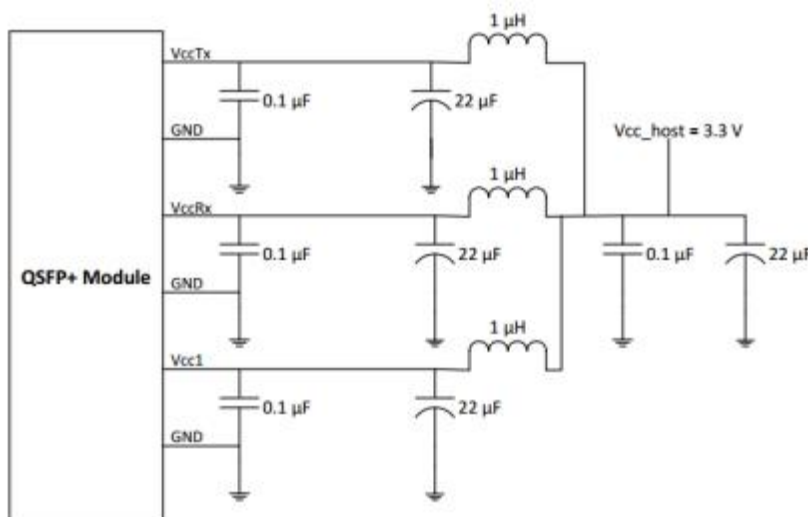 1 µH
VccTx
0.1 µF
22 µF
GND
Vcc_host = 3.3 V
1 µH
VccRx
0.1 µF
22 µF
0.1 µF
22 µF
QSFP+ Module
GND
1 µH
Vcc1
0.1 µF
22 µF
GND